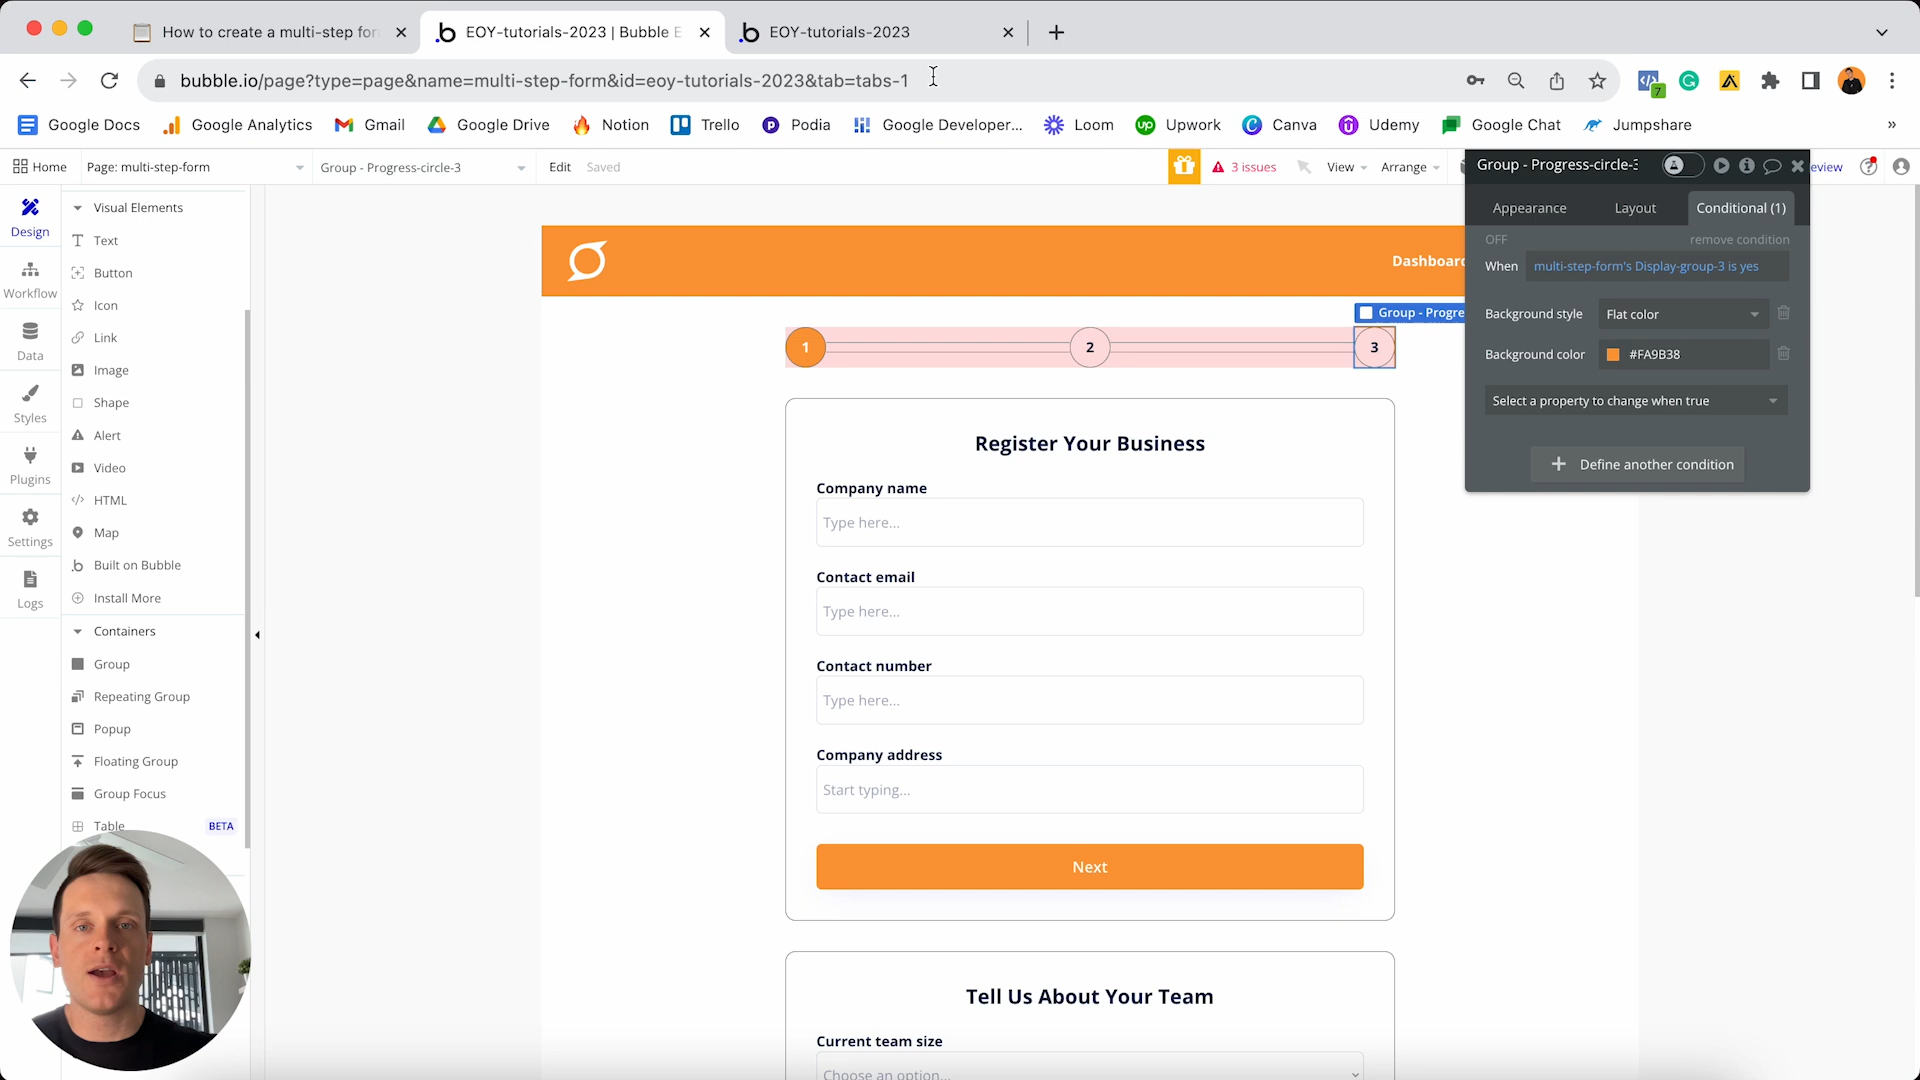 How to create a multi-step for
EOY-tutorials-2023 | Bubble E
EOY-tutorials-2023
bubble.io/page?type=page&name=multi-step-form&id=eoy-tutorials-2023&tab=tabs-1
7
Google Docs
Google Analytics
Gmail
Google Drive
Notion
Trello
Podia
Google Developer...
Loom
Upwork
Canva
Udemy
Google Chat
Jumpshare
»
Home
Page: multi-step-form
Group - Progress-circle-3
Edit
Saved
3 issues
View
Arrange
eview
Design
Workflow
Data
Styles
Plugins
Settings
Logs
Visual Elements
Text
Button
Icon
Link
Image
Shape
Alert
Video
HTML
Map
Built on Bubble
Install More
Containers
Group
Repeating Group
Popup
Floating Group
Group Focus
Table BETA
Dashboard
Group - Progre
1
2
3
Register Your Business
Company name
Type here...
Contact email
Type here...
Contact number
Type here...
Company address
Start typing...
Next
Tell Us About Your Team
Current team size
Choose an option...
Group - Progress-circle-3
Appearance
Layout
Conditional (1)
OFF
remove condition
When multi-step-form's Display-group-3 is yes
Background style Flat color
Background color #FA9B38
Select a property to change when true
Define another condition